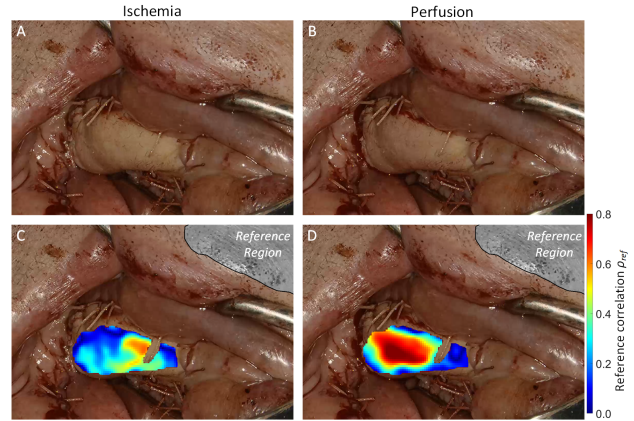 Ischemia
Perfusion
A
B
C
Reference
Region
D
Reference
Region
0.8
0.6
0.4
0.2
0.0
Reference correlation ρref